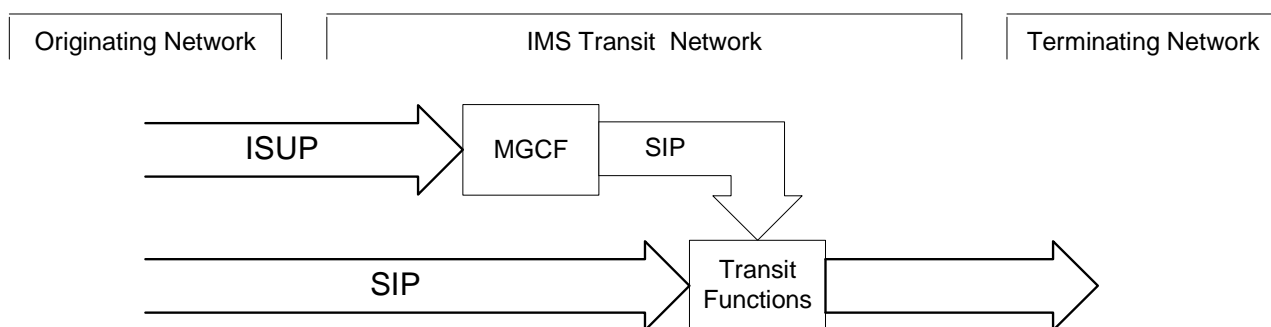 Originating Network
IMS Transit Network
Terminating Network
ISUP
MGCF
SIP
SIP
Transit
Functions